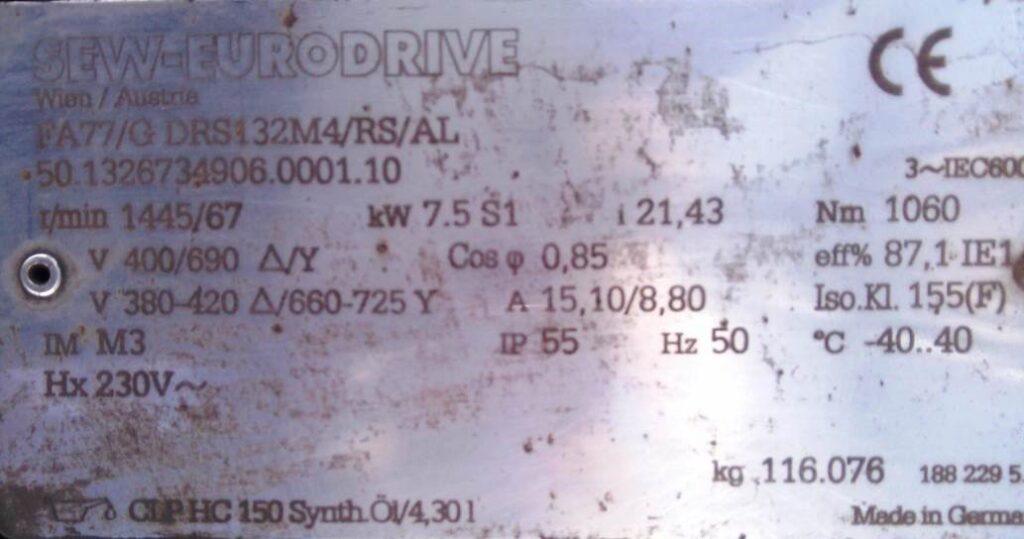 SEW-EURODRIVE CE
Wien / Austria
FA77/G DRS132M4/RS/AL
50.1326734906.0001.10 3~IEC600
r/min 1445/67 kW 7.5 S1 i 21,43 Nm 1060
V 400/690 Δ/Y Cos φ 0,85 eff% 87,1 IE1
V 380-420 Δ/660-725 Y A 15,10/8,80 Iso.Kl. 155(F)
IM M3 IP 55 Hz 50 °C -40..40
Hx 230V~
kg 116.076 188 229 5
CLP HC 150 Synth.Öl/4,30 l Made in Germa